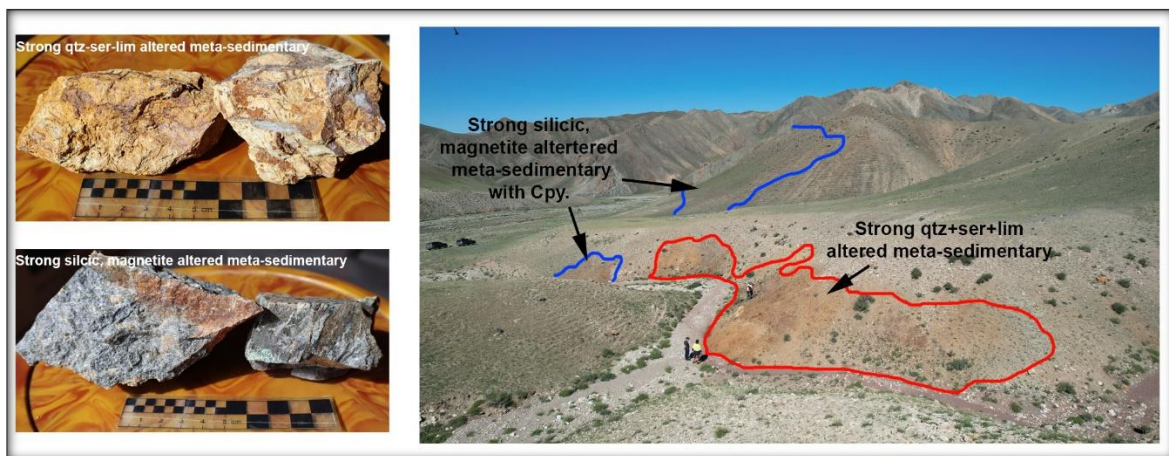 Strong qtz-ser-lim altered meta-sedimentary
Strong silcic, magnetite altered meta-sedimentary
Strong silicic,
magnetite altertered
meta-sedimentary
with Cpy.
Strong qtz+ser+lim
altered meta-sedimentary